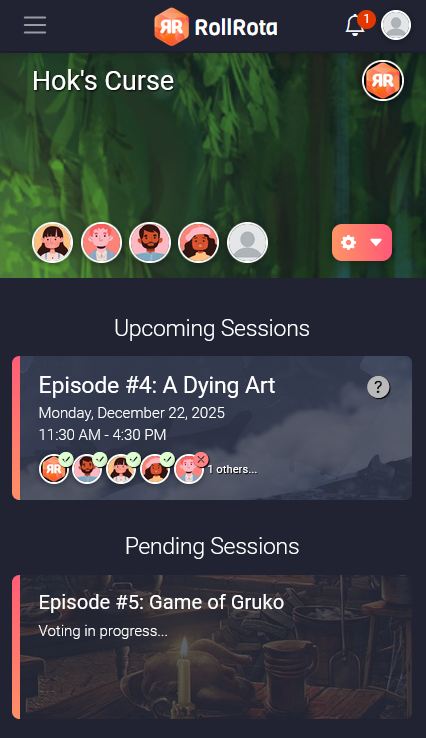 RR RollRota
1
Hok's Curse
RR
Upcoming Sessions
Episode #4: A Dying Art
?
Monday, December 22, 2025
11:30 AM - 4:30 PM
RR
1 others...
Pending Sessions
Episode #5: Game of Gruko
Voting in progress...